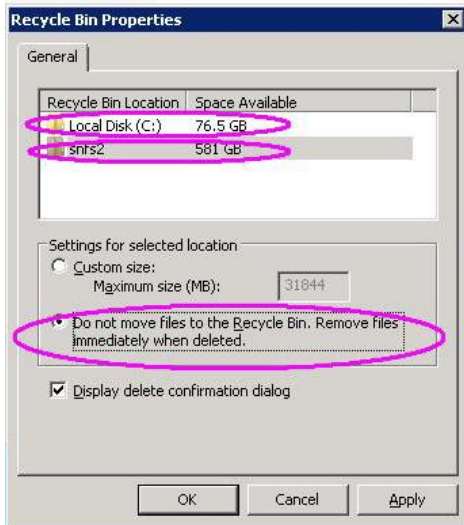 Recycle Bin Properties
General
Recycle Bin Location Space Available
Local Disk (C:) 76.5 GB
snfs2 581 GB
Settings for selected location
Custom size:
Maximum size (MB): 31844
Do not move files to the Recycle Bin. Remove files
immediately when deleted.
Display delete confirmation dialog
OK Cancel Apply